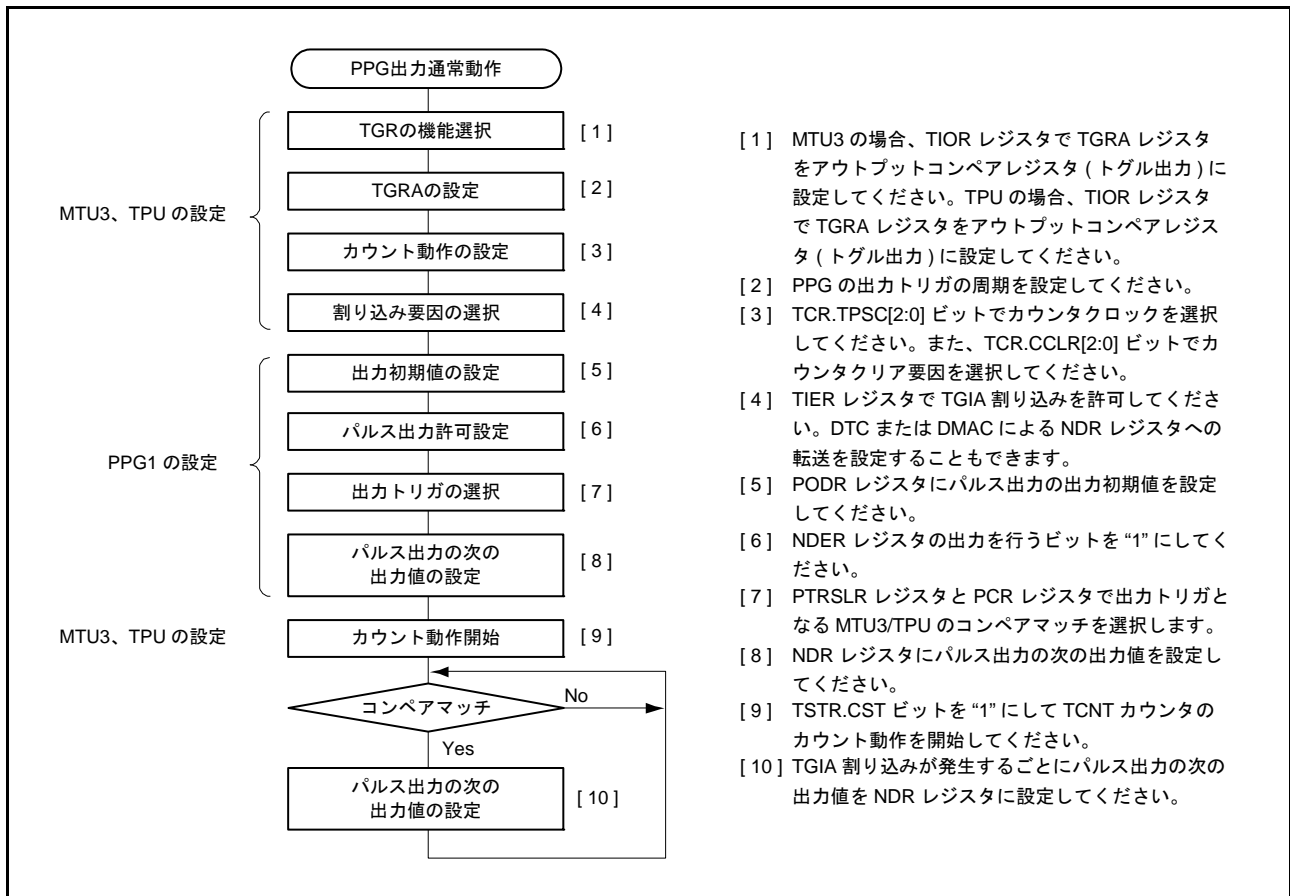 PPG出力通常動作
MTU3、TPU の設定
TGRの機能選択
[ 1 ]
TGRAの設定
[ 2 ]
カウント動作の設定
[ 3 ]
割り込み要因の選択
[ 4 ]
PPG1 の設定
出力初期値の設定
[ 5 ]
パルス出力許可設定
[ 6 ]
出力トリガの選択
[ 7 ]
パルス出力の次の
出力値の設定
[ 8 ]
MTU3、TPU の設定
カウント動作開始
[ 9 ]
コンペアマッチ
No
Yes
パルス出力の次の
出力値の設定
[ 10 ]
[ 1 ] MTU3 の場合、TIOR レジスタで TGRA レジスタ
をアウトプットコンペアレジスタ ( トグル出力 ) に
設定してください。TPU の場合、TIOR レジスタ
で TGRA レジスタをアウトプットコンペアレジス
タ ( トグル出力 ) に設定してください。
[ 2 ] PPG の出力トリガの周期を設定してください。
[ 3 ] TCR.TPSC[2:0] ビットでカウンタクロックを選択
してください。また、TCR.CCLR[2:0] ビットでカ
ウンタクリア要因を選択してください。
[ 4 ] TIER レジスタで TGIA 割り込みを許可してくださ
い。DTC または DMAC による NDR レジスタへの
転送を設定することもできます。
[ 5 ] PODR レジスタにパルス出力の出力初期値を設定
してください。
[ 6 ] NDER レジスタの出力を行うビットを “1” にしてく
ださい。
[ 7 ] PTRSLR レジスタと PCR レジスタで出力トリガと
なる MTU3/TPU のコンペアマッチを選択します。
[ 8 ] NDR レジスタにパルス出力の次の出力値を設定し
てください。
[ 9 ] TSTR.CST ビットを “1” にして TCNT カウンタの
カウント動作を開始してください。
[ 10 ] TGIA 割り込みが発生するごとにパルス出力の次の
出力値を NDR レジスタに設定してください。